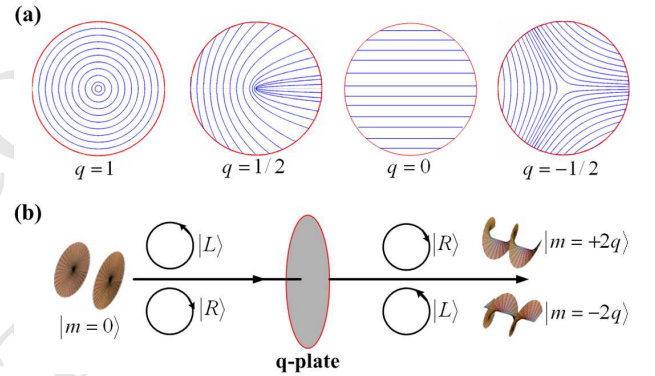 (a)
q = 1
q = 1/2
q = 0
q = −1/2
(b)
|L⟩
|R⟩
|m = 0⟩
|R⟩
|L⟩
|m = +2q⟩
|m = −2q⟩
q-plate